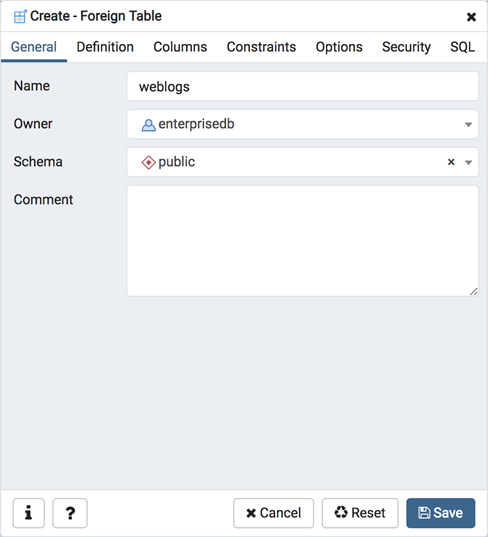 Create - Foreign Table
General Definition Columns Constraints Options Security SQL
Name weblogs
Owner enterprisedb
Schema public
Comment
i ? Cancel Reset Save